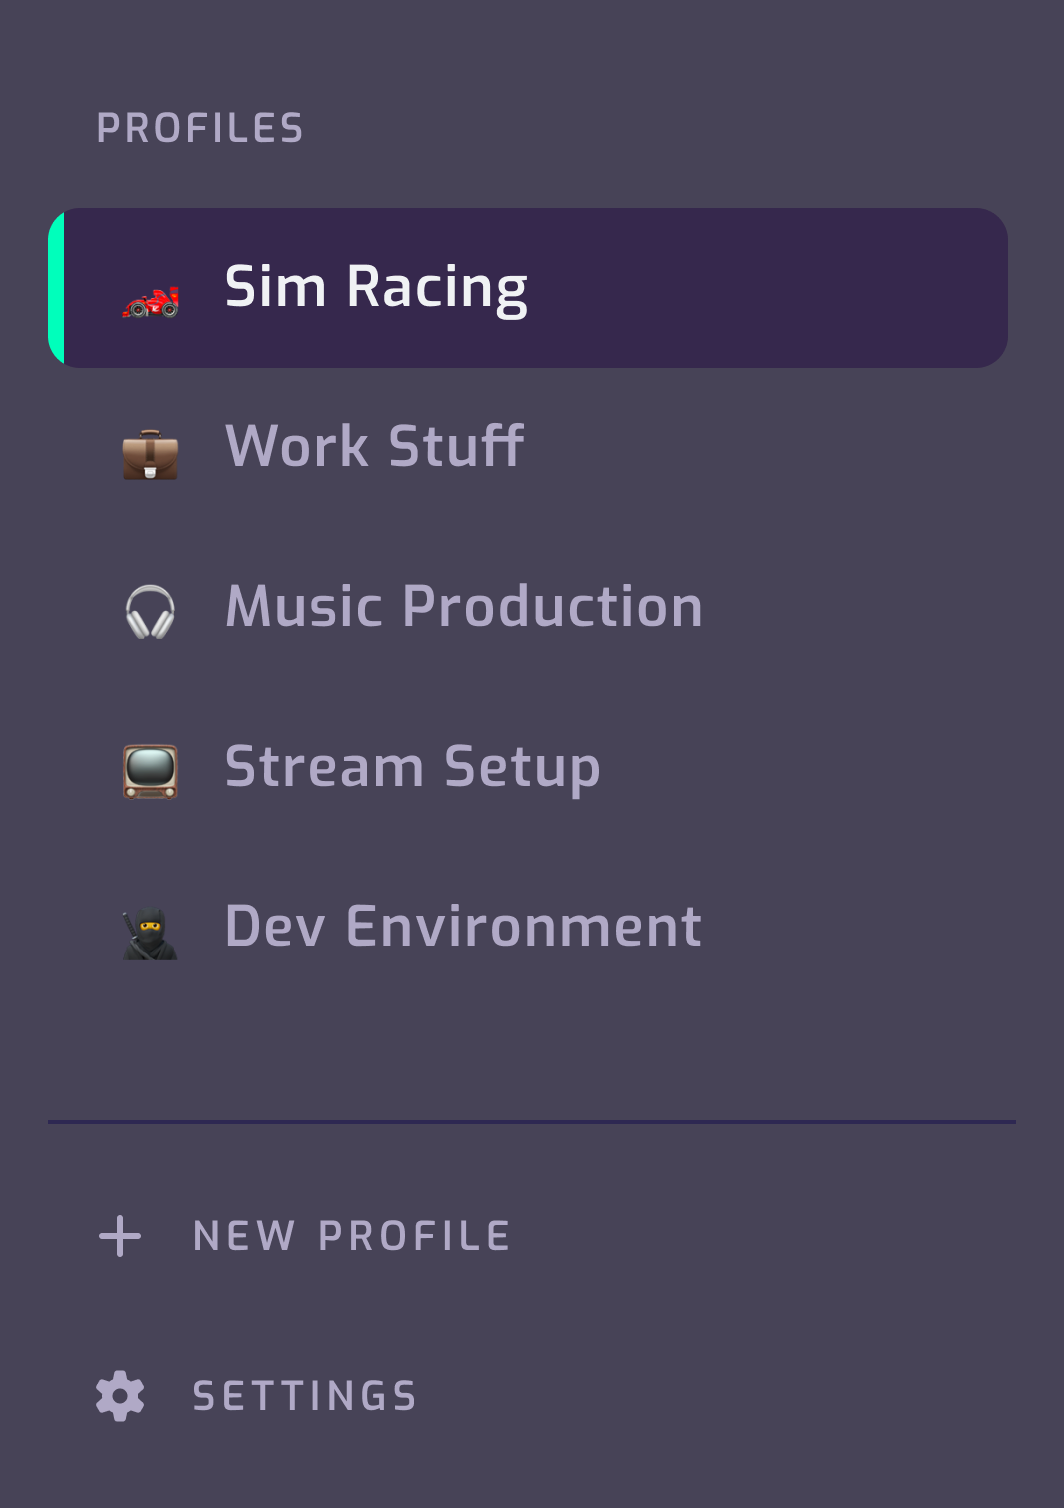 PROFILES
Sim Racing
Work Stuff
Music Production
Stream Setup
Dev Environment
NEW PROFILE
SETTINGS